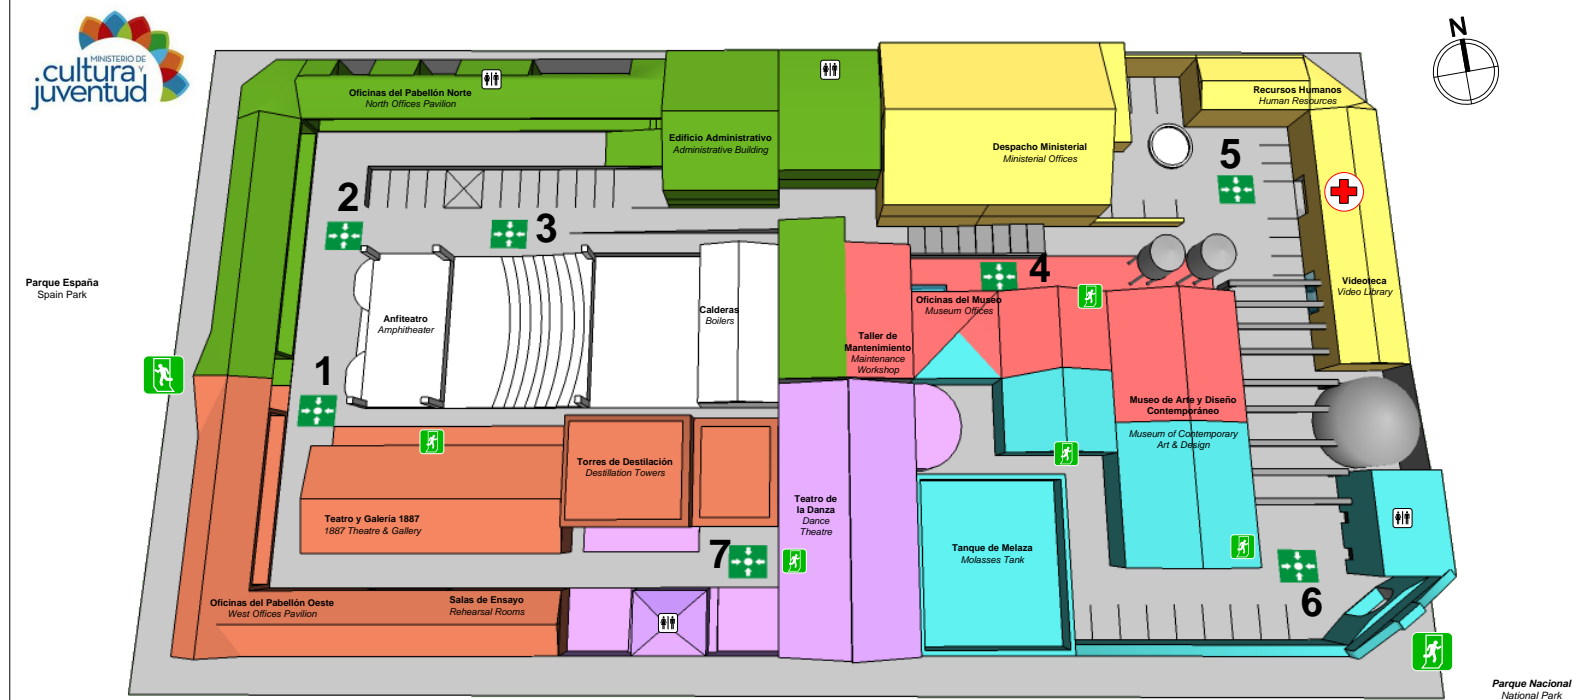 MINISTERIO DE
cultura y
juventud
N
Oficinas del Pabellón Norte
North Offices Pavilion
Edificio Administrativo
Administrative Building
Despacho Ministerial
Ministerial Offices
Recursos Humanos
Human Resources
5
2
3
4
Parque España
Spain Park
Anfiteatro
Amphitheater
Calderas
Boilers
Oficinas del Museo
Museum Offices
Videoteca
Video Library
Taller de
Mantenimiento
Maintenance
Workshop
1
Museo de Arte y Diseño
Contemporáneo
Museum of Contemporary
Art & Design
Torres de Destilación
Destillation Towers
Teatro y Galería 1887
1887 Theatre & Gallery
Teatro de
la Danza
Dance
Theatre
7
Tanque de Melaza
Molasses Tank
6
Oficinas del Pabellón Oeste
West Offices Pavilion
Salas de Ensayo
Rehearsal Rooms
Parque Nacional
National Park